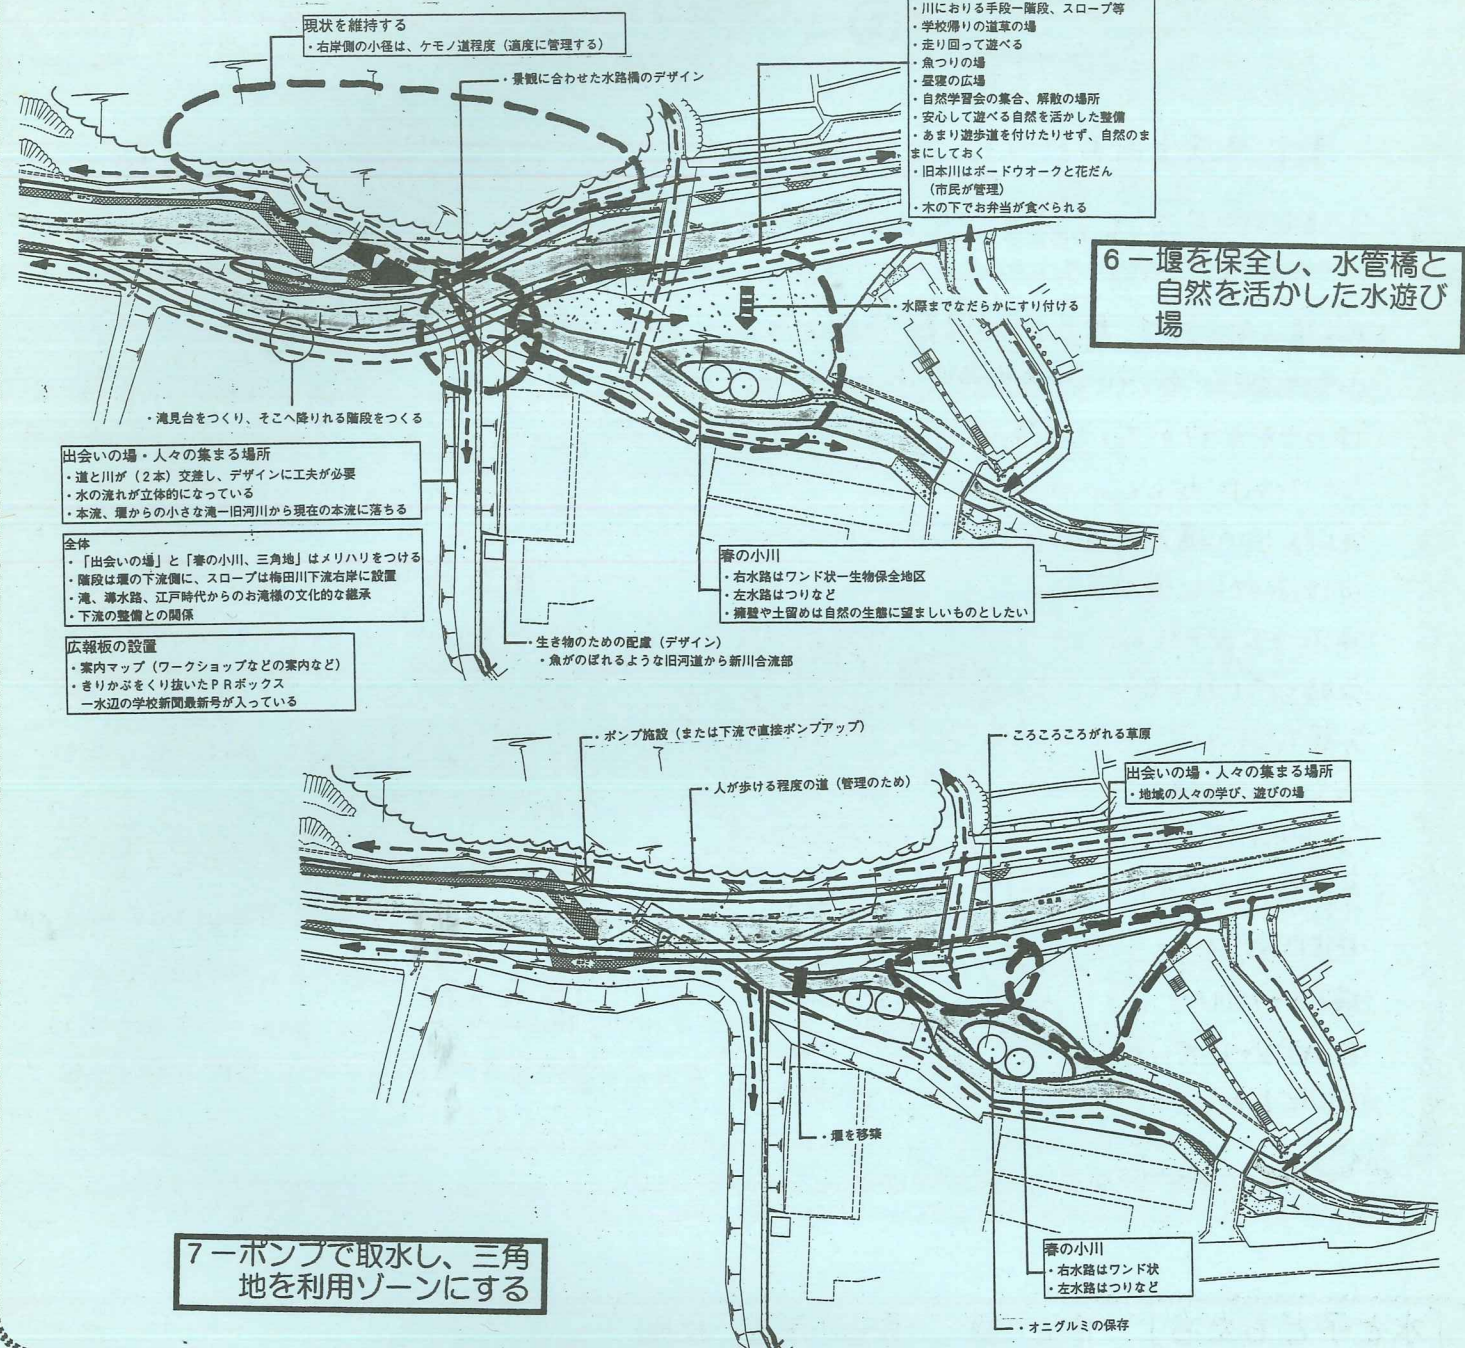 現状を維持する
・右岸側の小径は、ケモノ道程度(適度に管理する)
・景観に合わせた水路橋のデザイン
・川におりる手段ー階段、スロープ等
・学校帰りの道草の場
・走り回って遊べる
・魚つりの場
・昼寝の広場
・自然学習会の集合、解散の場所
・安心して遊べる自然を活かした整備
・あまり遊歩道を付けたりせず、自然のま
まにしておく
・旧本川はボードウオークと花だん
(市民が管理)
・木の下でお弁当が食べられる
6ー堰を保全し、水管橋と
自然を活かした水遊び
場
・水際までなだらかにすり付ける
・滝見台をつくり、そこへ降りれる階段をつくる
出会いの場・人々の集まる場所
・道と川が(2本)交差し、デザインに工夫が必要
・水の流れが立体的になっている
・本流、堰からの小さな滝ー旧河川から現在の本流に落ちる
全体
・「出会いの場」と「春の小川、三角地」はメリハリをつける
・階段は堰の下流側に、スロープは梅田川下流右岸に設置
・滝、導水路、江戸時代からのお滝様の文化的な継承
・下流の整備との関係
広報板の設置
・案内マップ(ワークショップなどの案内など)
・きりかぶをくり抜いたPRボックス
ー水辺の学校新聞最新号が入っている
春の小川
・右水路はワンド状ー生物保全地区
・左水路はつりなど
・擁壁や土留めは自然の生態に望ましいものとしたい
・生き物のための配慮(デザイン)
・魚がのぼれるような旧河道から新川合流部
・ポンプ施設(または下流で直接ポンプアップ)
・人が歩ける程度の道(管理のため)
・ころころころがれる草原
出会いの場・人々の集まる場所
・地域の人々の学び、遊びの場
・堰を移築
7ーポンプで取水し、三角
地を利用ゾーンにする
春の小川
・右水路はワンド状
・左水路はつりなど
・オニグルミの保存